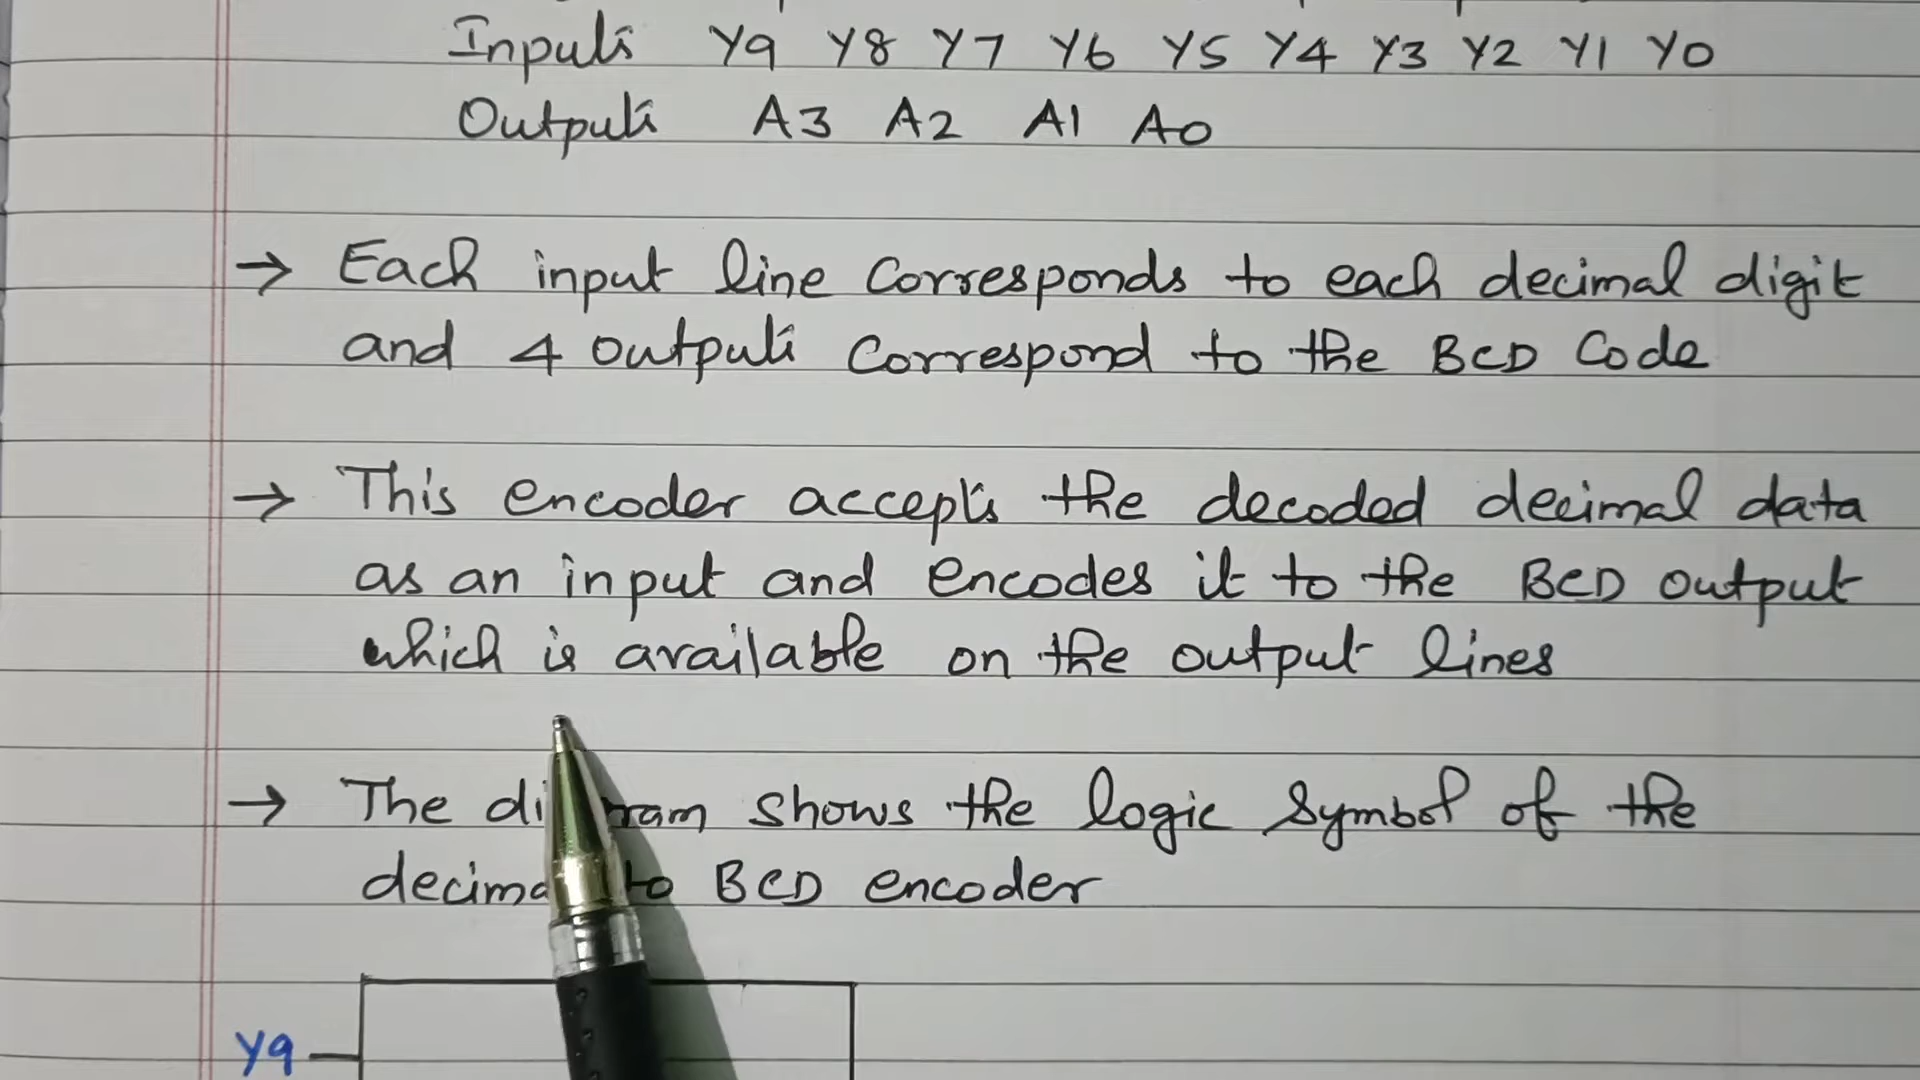 Inputs Y9 Y8 Y7 Y6 Y5 Y4 Y3 Y2 Y1 Y0
Outputs A3 A2 A1 A0
→ Each input line corresponds to each decimal digit
and 4 outputs correspond to the BCD Code
→ This encoder accepts the decoded decimal data
as an input and encodes it to the BCD output
which is available on the output lines
→ The shows the logic symbol of the
to BCD encoder
Y9